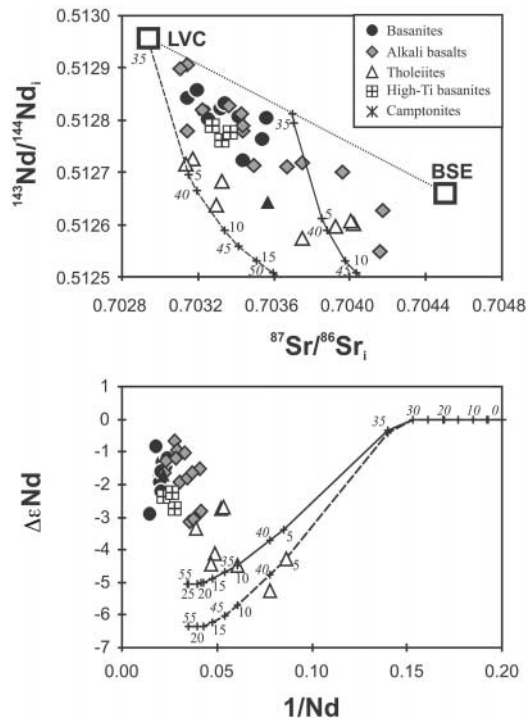 0.5130
0.5129
0.5128
0.5127
0.5126
0.5125
¹⁴³Nd/¹⁴⁴Ndᵢ
LVC
35
BSE
Basanites
Alkali basalts
Tholeiites
High-Ti basanites
Camptonites
5
40
10
45
15
50
35
5
40
10
45
0.7028 0.7032 0.7036 0.7040 0.7044 0.7048
⁸⁷Sr/⁸⁶Srᵢ
1
0
-1
-2
-3
-4
-5
-6
-7
ΔεNd
35 30 20 10 0
40
5
55 35
25 20 15 10
40
5
55 45
20 15 10
0.00 0.05 0.10 0.15 0.20
1/Nd